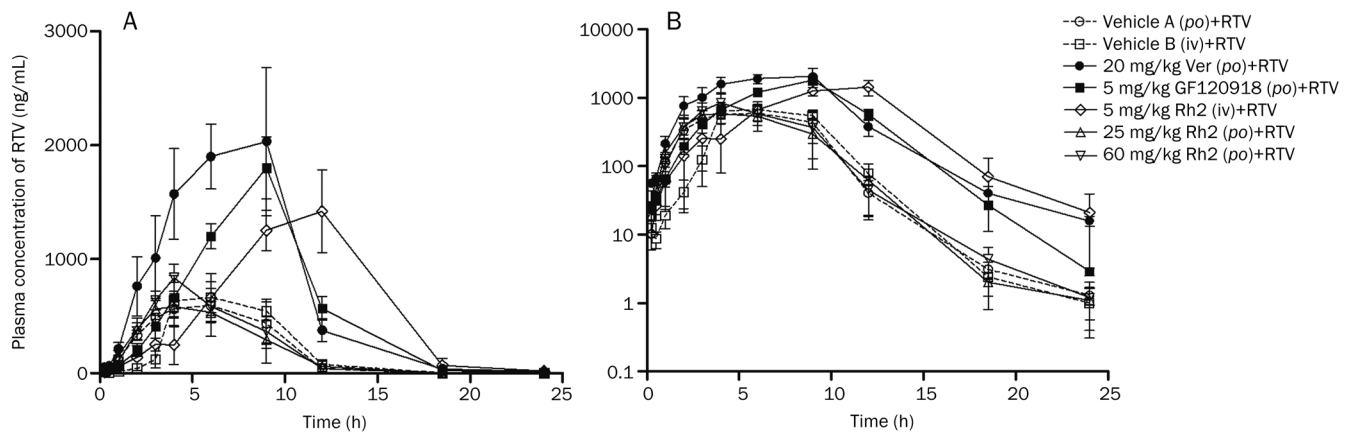 A
B
Plasma concentration of RTV (ng/mL)
3000
2000
1000
0
0 5 10 15 20 25
Time (h)
10000
1000
100
10
1
0.1
0 5 10 15 20 25
Time (h)
Vehicle A (po)+RTV
Vehicle B (iv)+RTV
20 mg/kg Ver (po)+RTV
5 mg/kg GF120918 (po)+RTV
5 mg/kg Rh2 (iv)+RTV
25 mg/kg Rh2 (po)+RTV
60 mg/kg Rh2 (po)+RTV